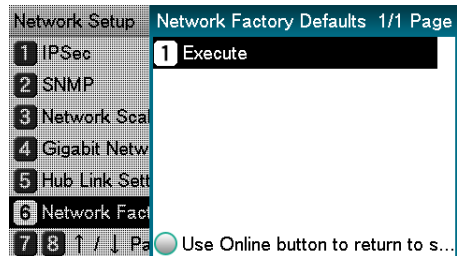 Network Setup
1 IPSec
2 SNMP
3 Network Scal
4 Gigabit Netw
5 Hub Link Sett
6 Network Fact
7 8 ↑ / ↓ Pa
Network Factory Defaults 1/1 Page
1 Execute
Use Online button to return to s...